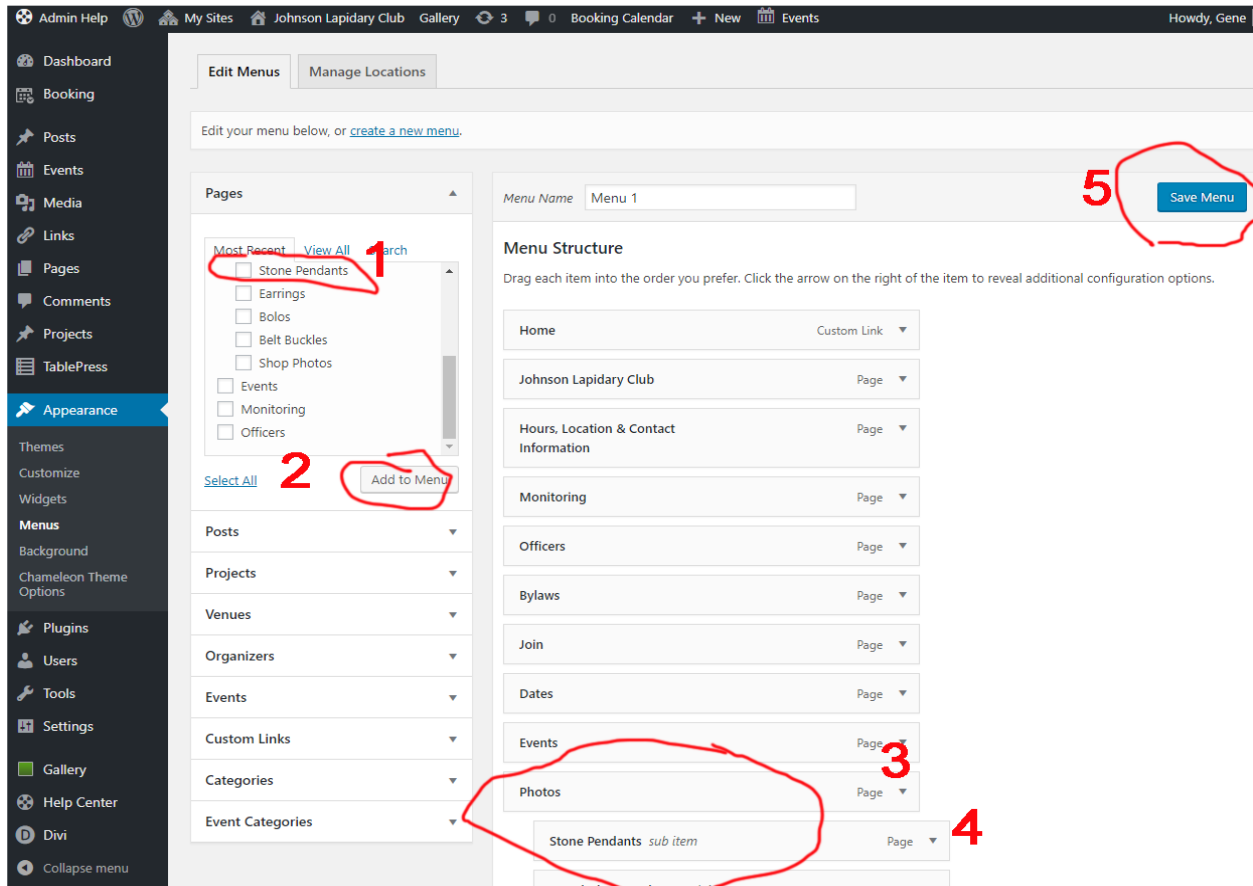 Admin Help My Sites Johnson Lapidary Club Gallery 3 0 Booking Calendar + New Events Howdy, Gene
Dashboard
Booking
Posts
Events
Media
Links
Pages
Comments
Projects
TablePress
Appearance
Themes
Customize
Widgets
Menus
Background
Chameleon Theme
Options
Plugins
Users
Tools
Settings
Gallery
Help Center
Divi
Collapse menu
Edit Menus Manage Locations
Edit your menu below, or create a new menu.
Pages
Most Recent View All Search
1
Stone Pendants
Earrings
Bolos
Belt Buckles
Shop Photos
Events
Monitoring
Officers
Select All 2 Add to Menu
Posts
Projects
Venues
Organizers
Events
Custom Links
Categories
Event Categories
Menu Name Menu 1 5 Save Menu
Menu Structure
Drag each item into the order you prefer. Click the arrow on the right of the item to reveal additional configuration options.
Home Custom Link
Johnson Lapidary Club Page
Hours, Location & Contact Page
Information
Monitoring Page
Officers Page
Bylaws Page
Join Page
Dates Page
Events Page
3
Photos Page
Stone Pendants sub item Page 4